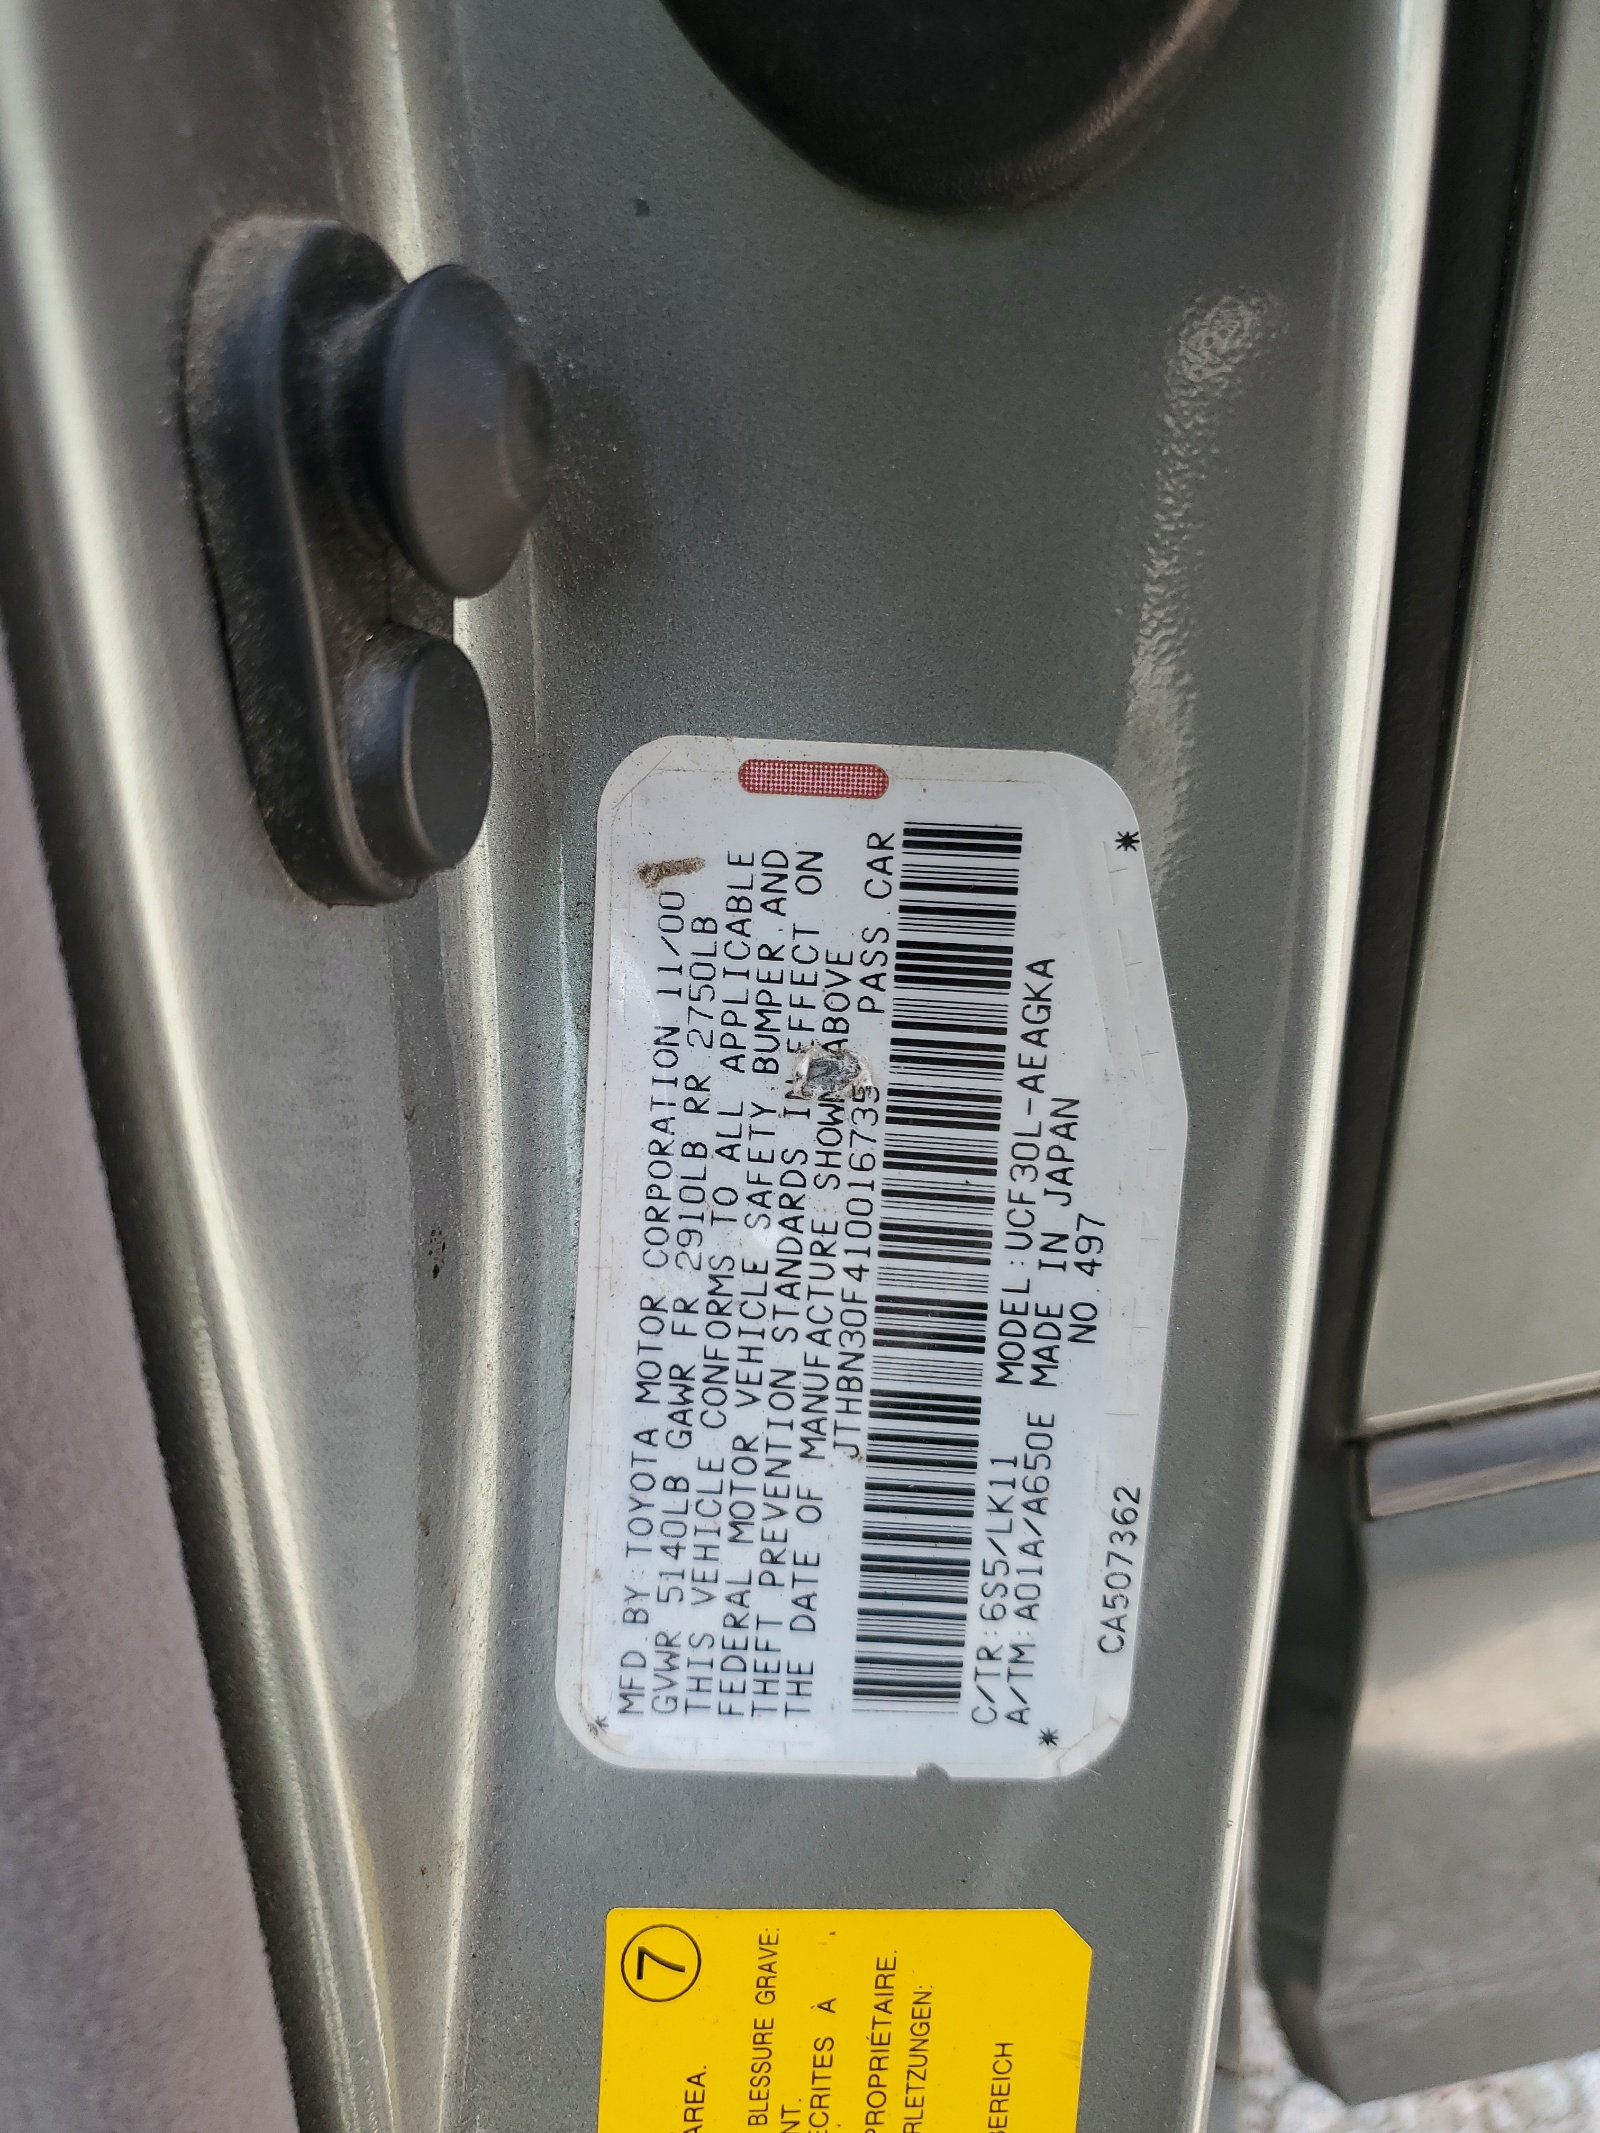 MFD. BY: TOYOTA MOTOR CORPORATION 11/00
GVWR 5140LB GAWR FR 2910LB RR 2750LB
THIS VEHICLE CONFORMS TO ALL APPLICABLE
FEDERAL MOTOR VEHICLE SAFETY, BUMPER, AND
THEFT PREVENTION STANDARDS IN EFFECT ON
THE DATE OF MANUFACTURE SHOWN ABOVE
JTHBN30F410016735 PASS. CAR
C/TR: 6S5/LK11 MODEL: UCF30L-AEAGKA
A/TM: A01A/A650E MADE IN JAPAN
NO. 497
CA507362
7
AREA.
BLESSURE GRAVE:
NT.
ÉCRITES À
PROPRIÉTAIRE.
RLETZUNGEN:
BEREICH